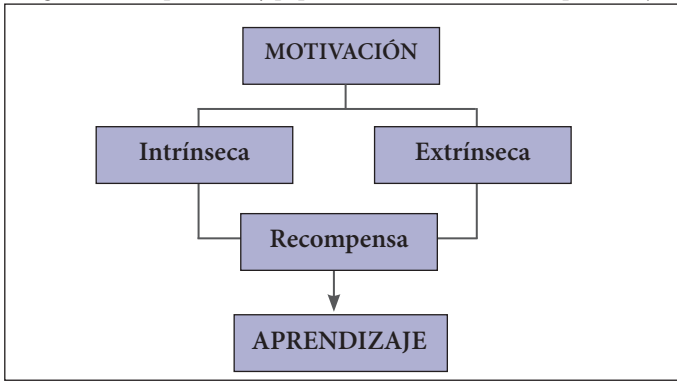 MOTIVACIÓN
Intrínseca
Extrínseca
Recompensa
APRENDIZAJE